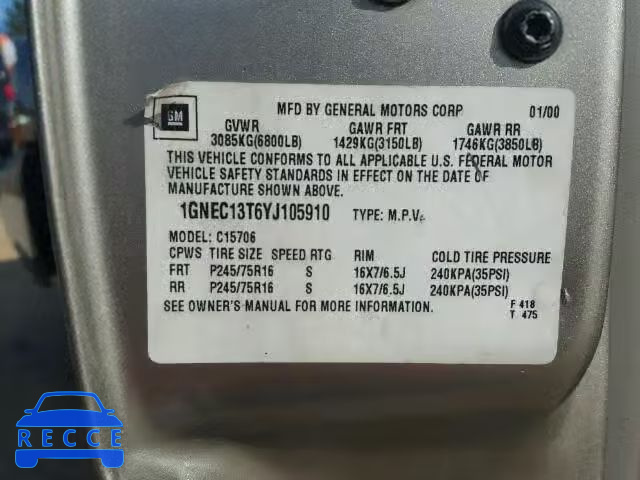 GM
MFD BY GENERAL MOTORS CORP 01/00
GVWR GAWR FRT GAWR RR
3085KG(6800LB) 1429KG(3150LB) 1746KG(3850LB)
THIS VEHICLE CONFORMS TO ALL APPLICABLE U.S. FEDERAL MOTOR
VEHICLE SAFETY STANDARDS IN EFFECT ON THE DATE OF
MANUFACTURE SHOWN ABOVE.
1GNEC13T6YJ105910 TYPE: M.P.V.
MODEL: C15706
CPWS TIRE SIZE SPEED RTG RIM COLD TIRE PRESSURE
FRT P245/75R16 S 16X7/6.5J 240KPA(35PSI)
RR P245/75R16 S 16X7/6.5J 240KPA(35PSI)
SEE OWNER'S MANUAL FOR MORE INFORMATION.
F 418
T 475
RECCE